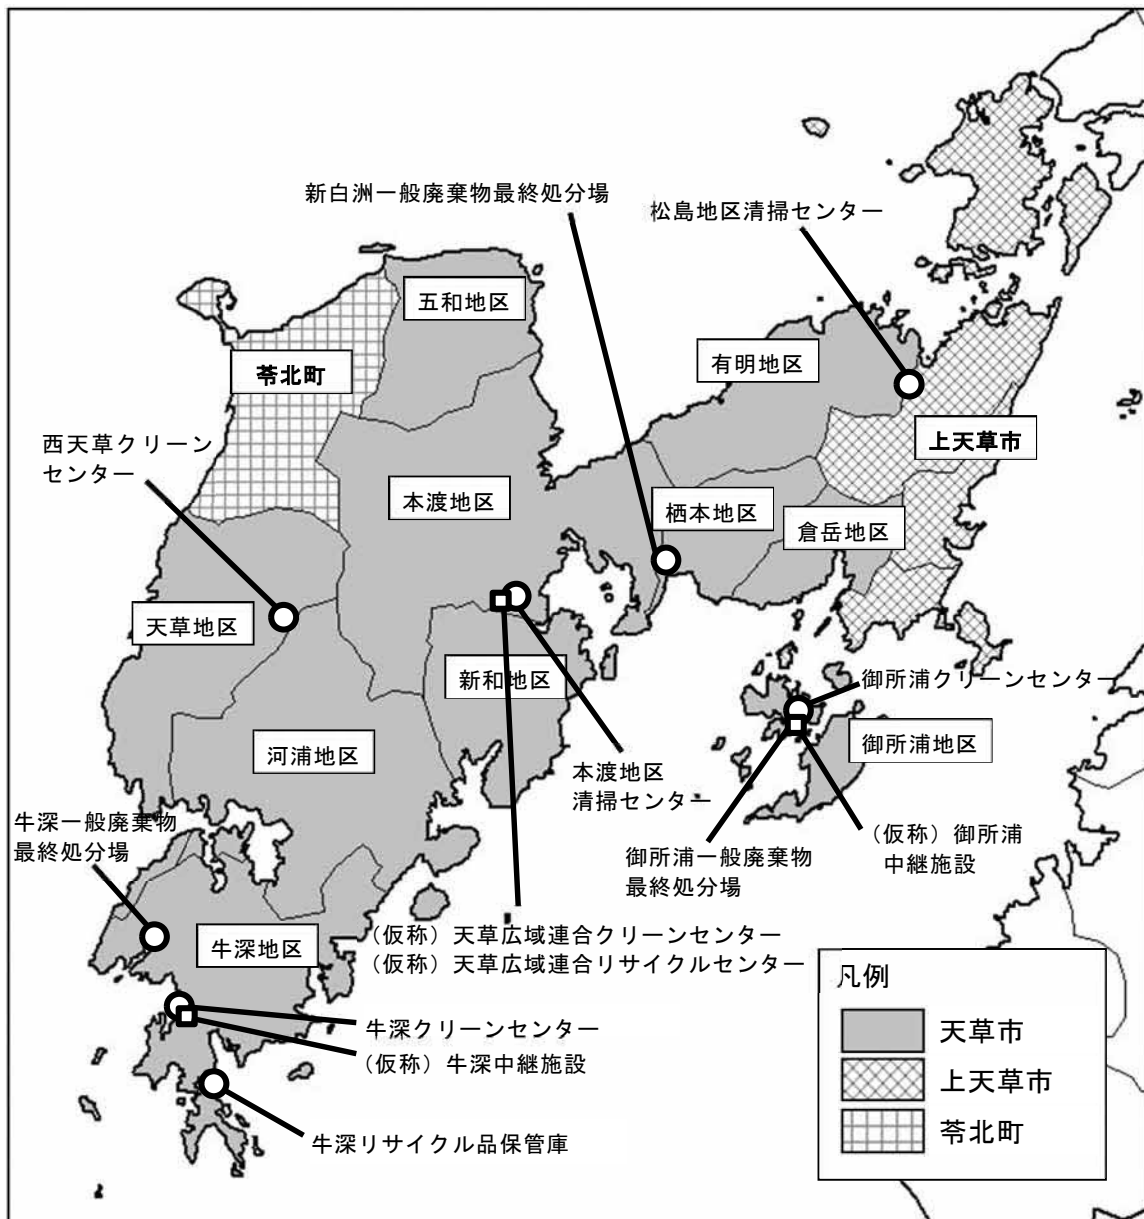 新白洲一般廃棄物最終処分場
松島地区清掃センター
五和地区
苓北町
有明地区
上天草市
西天草クリーン
センター
本渡地区
栖本地区
倉岳地区
天草地区
新和地区
御所浦クリーンセンター
御所浦地区
河浦地区
本渡地区
清掃センター
牛深一般廃棄物
最終処分場
御所浦一般廃棄物
最終処分場
（仮称）御所浦
中継施設
牛深地区
（仮称）天草広域連合クリーンセンター
（仮称）天草広域連合リサイクルセンター
牛深クリーンセンター
（仮称）牛深中継施設
牛深リサイクル品保管庫
凡例
天草市
上天草市
苓北町